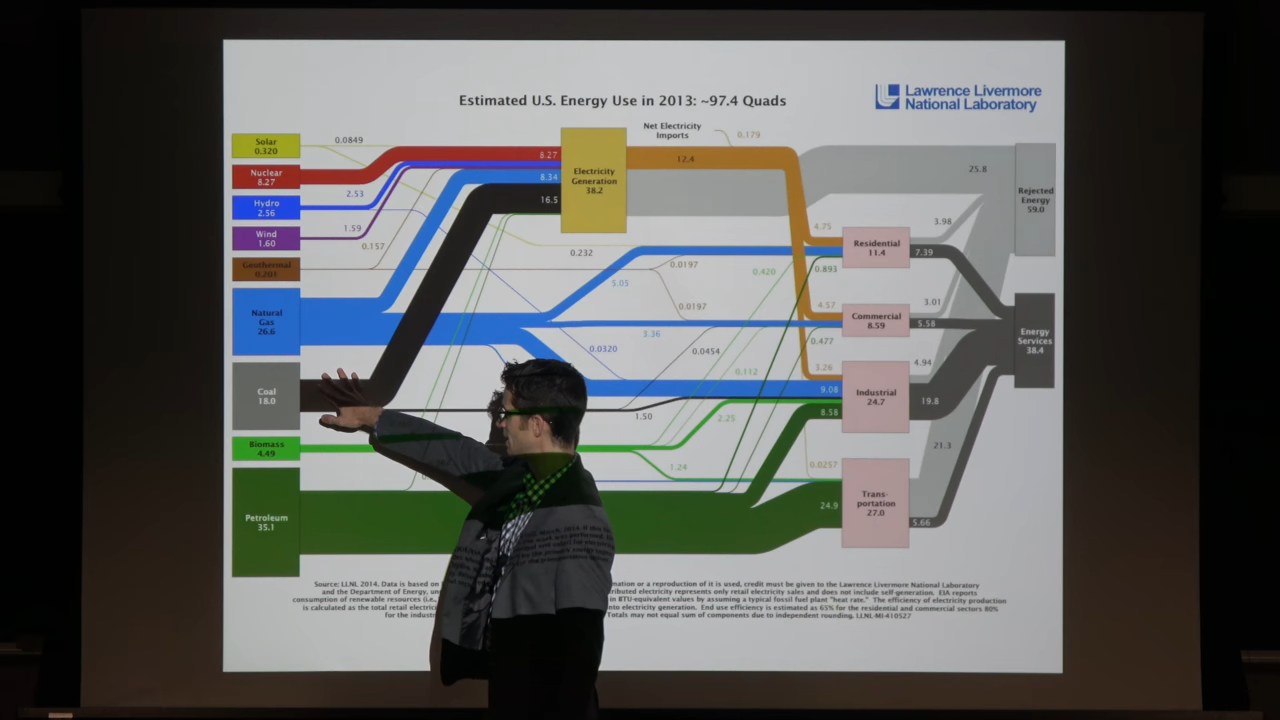 Lawrence Livermore
National Laboratory
Estimated U.S. Energy Use in 2013: ~97.4 Quads
Net Electricity
Imports
0.179
Solar
0.320
0.0849
Nuclear
8.27
8.27
Hydro
2.56
2.53
Wind
1.60
1.59
Geothermal
0.201
0.157
Natural
Gas
26.6
8.34
Coal
18.0
16.5
Biomass
4.49
Petroleum
35.1
Electricity
Generation
38.2
12.4
25.8
Rejected
Energy
59.0
0.232
0.0197
5.05
0.0197
0.420
4.75
0.893
Residential
11.4
3.98
7.39
3.36
0.0320
0.0454
4.57
0.477
Commercial
8.59
3.01
5.58
Energy
Services
38.4
0.112
3.26
9.08
8.58
Industrial
24.7
4.94
19.8
1.50
2.25
1.24
0.0257
24.9
Trans-
portation
27.0
21.3
5.66
Source: LLNL 2014. Data is based on
and the Department of Energy, un
consumption of renewable resources (i.e.,
is calculated as the total retail electrici
for the indust
mation or a reproduction of it is used, credit must be given to the Lawrence Livermore National Laboratory
ributed electricity represents only retail electricity sales and does not include self-generation. EIA reports
in BTU-equivalent values by assuming a typical fossil fuel plant "heat rate." The efficiency of electricity production
nto electricity generation. End use efficiency is estimated as 65% for the residential and commercial sectors 80%
Totals may not equal sum of components due to independent rounding. LLNL-MI-410527